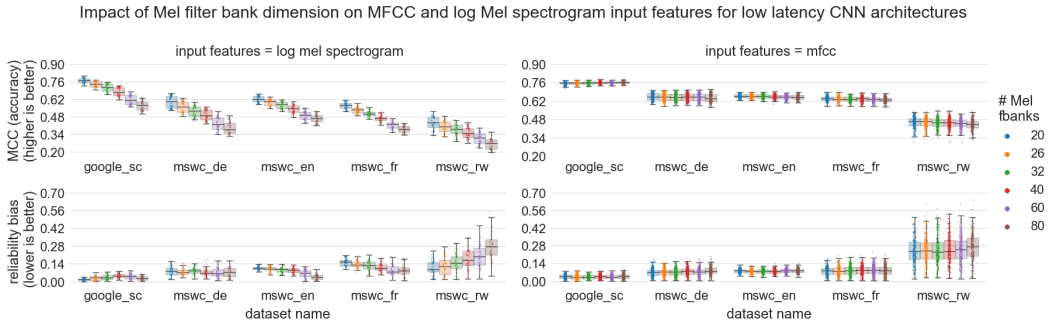 Impact of Mel filter bank dimension on MFCC and log Mel spectrogram input features for low latency CNN architectures
input features = log mel spectrogram
input features = mfcc
MCC (accuracy)
(higher is better)
0.90
0.76
0.62
0.48
0.34
0.20
google_sc
mswc_de
mswc_en
mswc_fr
mswc_rw
0.90
0.76
0.62
0.48
0.34
0.20
google_sc
mswc_de
mswc_en
mswc_fr
mswc_rw
reliability bias
(lower is better)
0.70
0.56
0.42
0.28
0.14
0.00
google_sc
mswc_de
mswc_en
mswc_fr
mswc_rw
dataset name
0.70
0.56
0.42
0.28
0.14
0.00
google_sc
mswc_de
mswc_en
mswc_fr
mswc_rw
dataset name
# Mel
fbanks
20
26
32
40
60
80